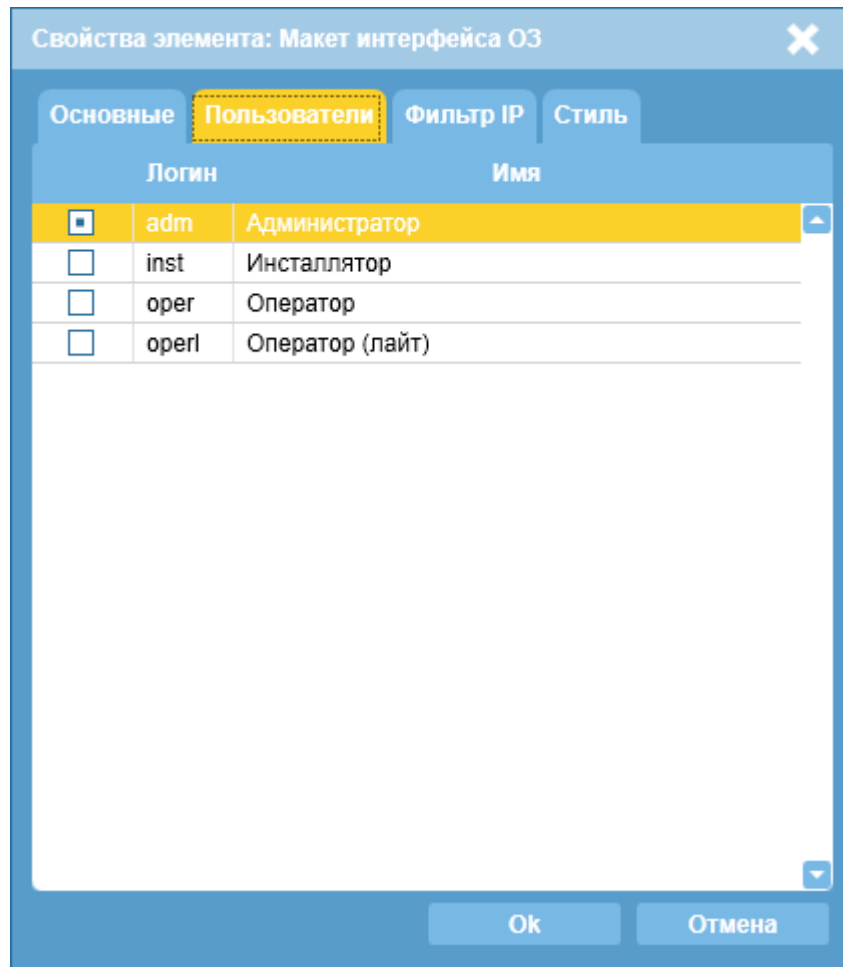 Свойства элемента: Макет интерфейса ОЗ
Основные Пользователи Фильтр IP Стиль
Логин Имя
adm Администратор
inst Инсталлятор
oper Оператор
operl Оператор (лайт)
Ok Отмена